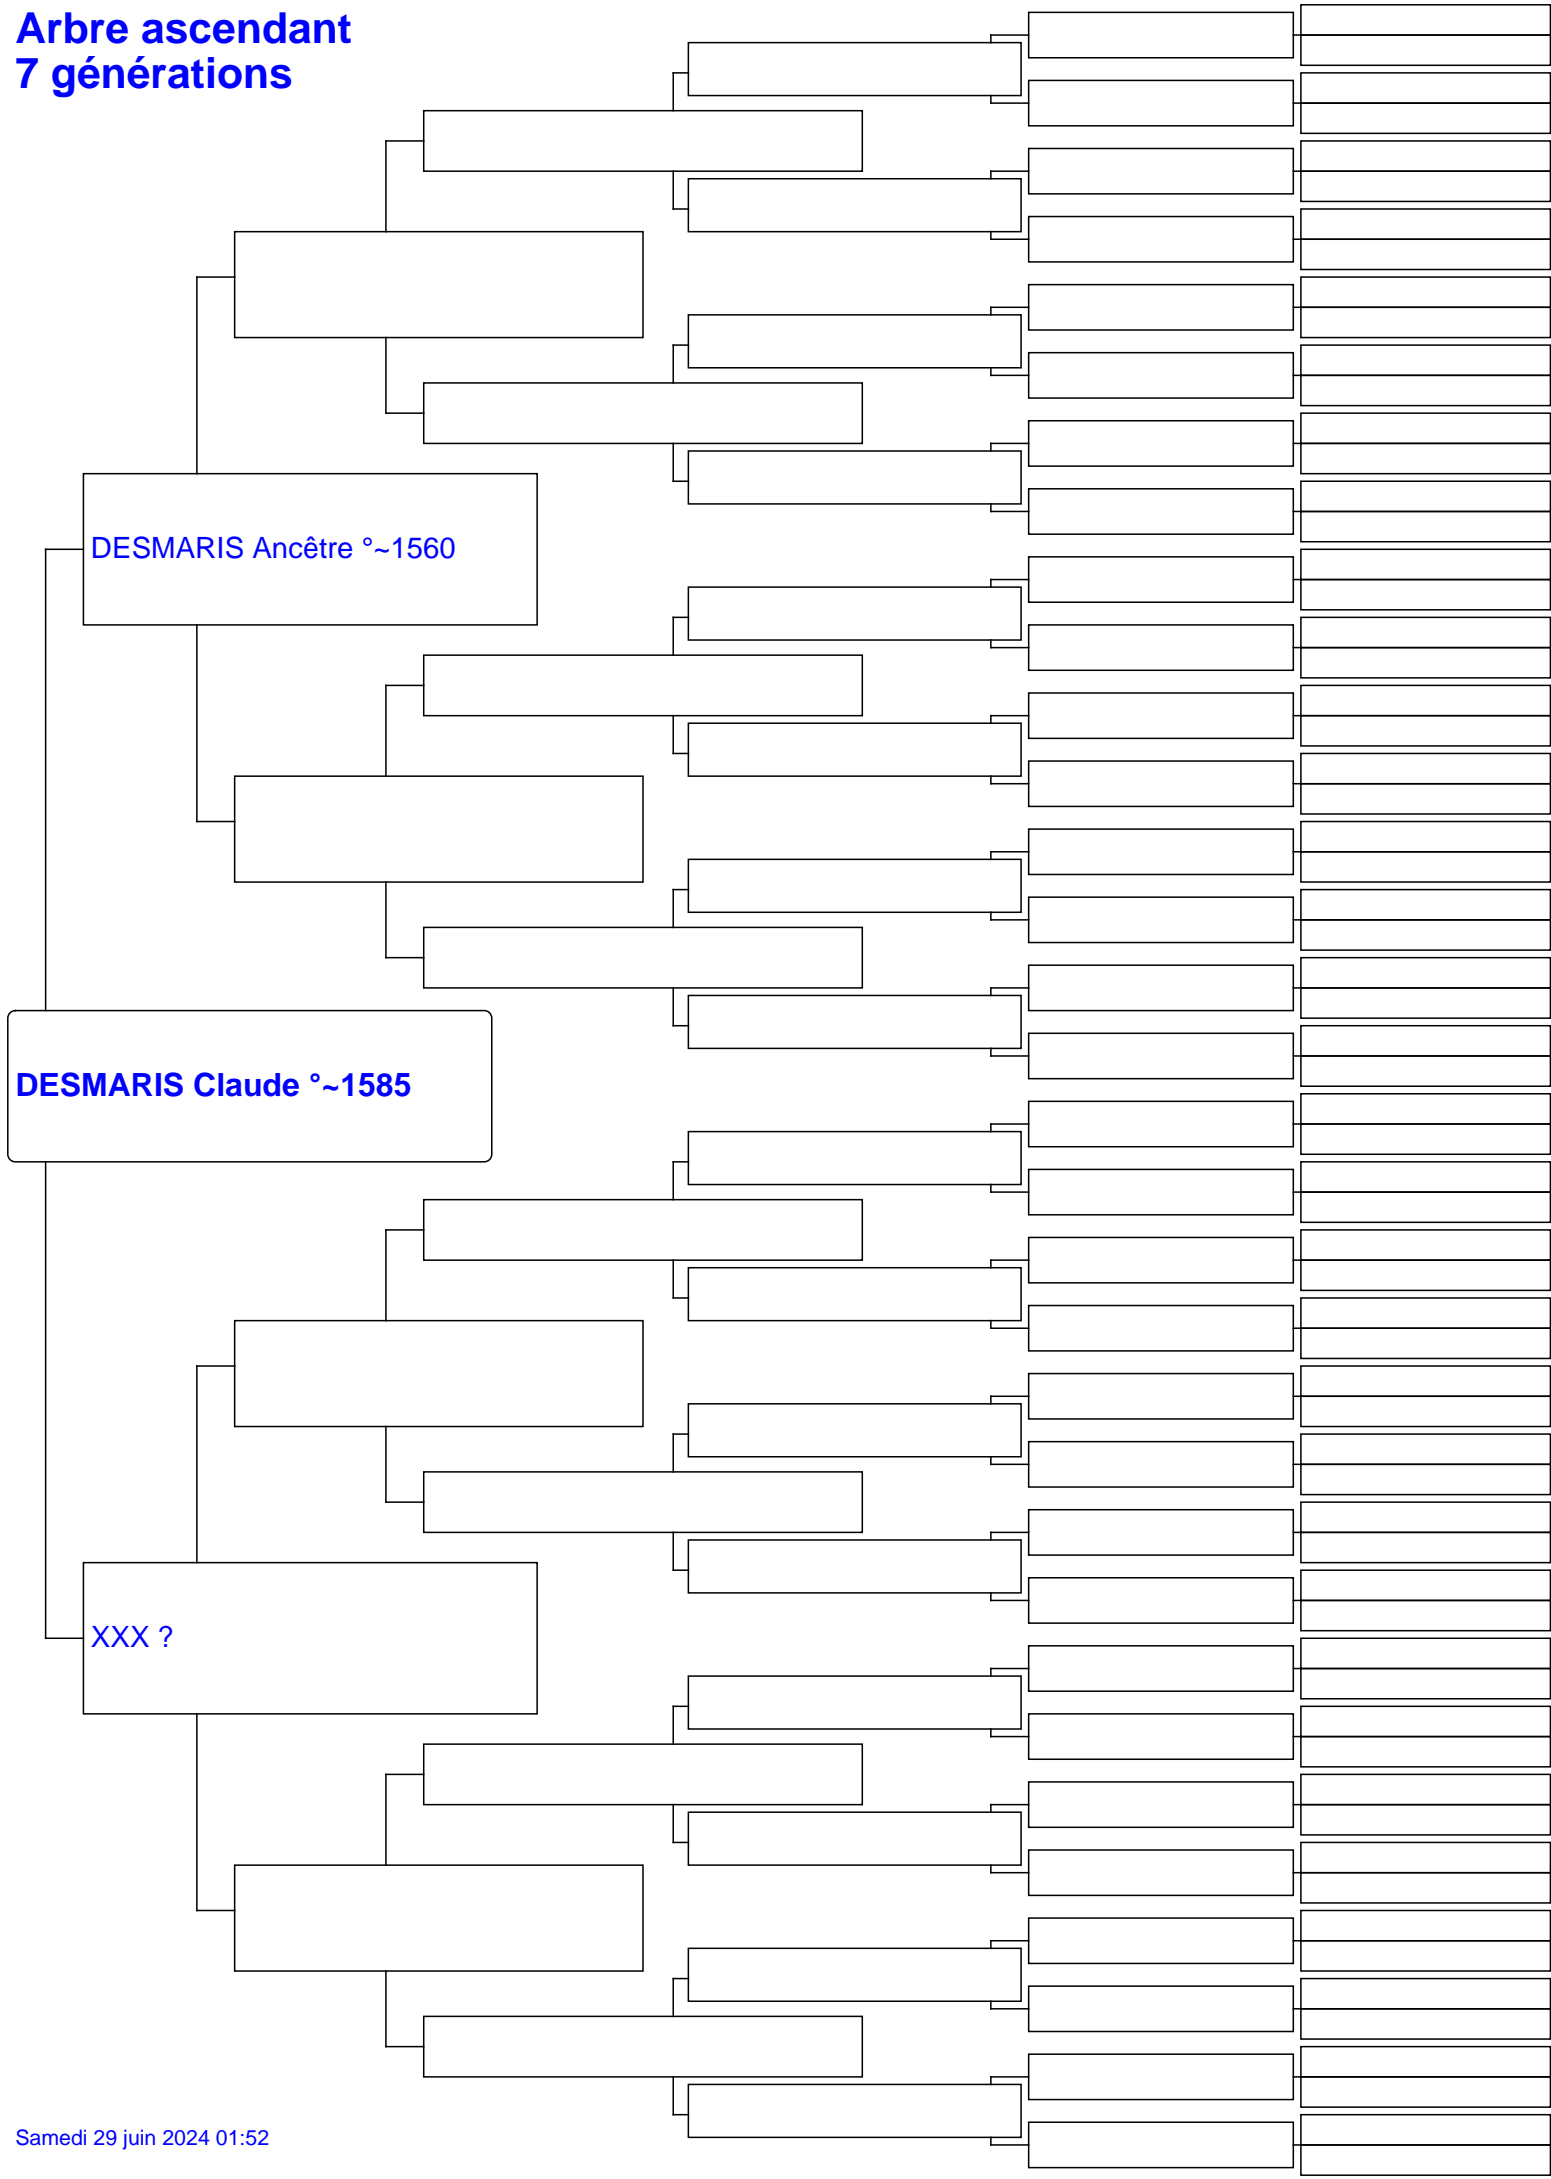 Arbre ascendant
7 générations
DESMARIS Ancêtre °~1560
DESMARIS Claude °~1585
XXX ?
Samedi 29 juin 2024 01:52